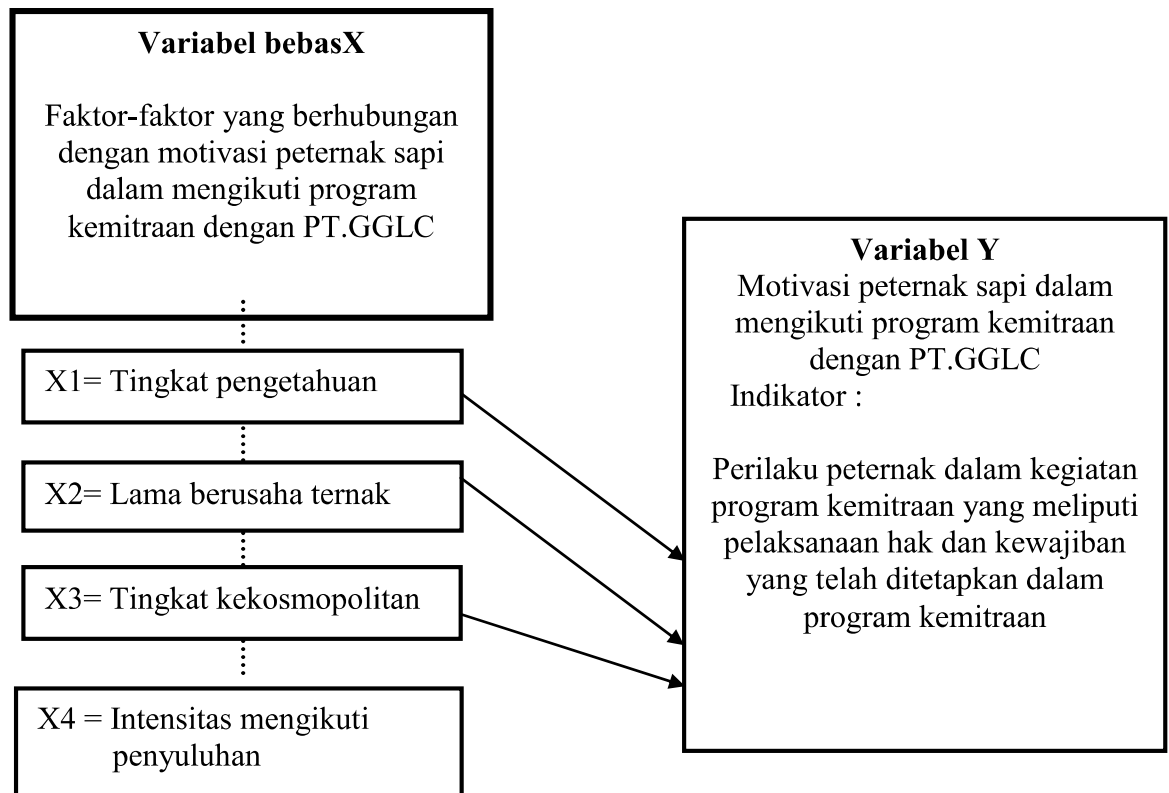 Variabel bebasX
Faktor-faktor yang berhubungan
dengan motivasi peternak sapi
dalam mengikuti program
kemitraan dengan PT.GGLC
X1= Tingkat pengetahuan
X2= Lama berusaha ternak
X3= Tingkat kekosmopolitan
X4 = Intensitas mengikuti
penyuluhan
Variabel Y
Motivasi peternak sapi dalam
mengikuti program kemitraan
dengan PT.GGLC
Indikator :
Perilaku peternak dalam kegiatan
program kemitraan yang meliputi
pelaksanaan hak dan kewajiban
yang telah ditetapkan dalam
program kemitraan